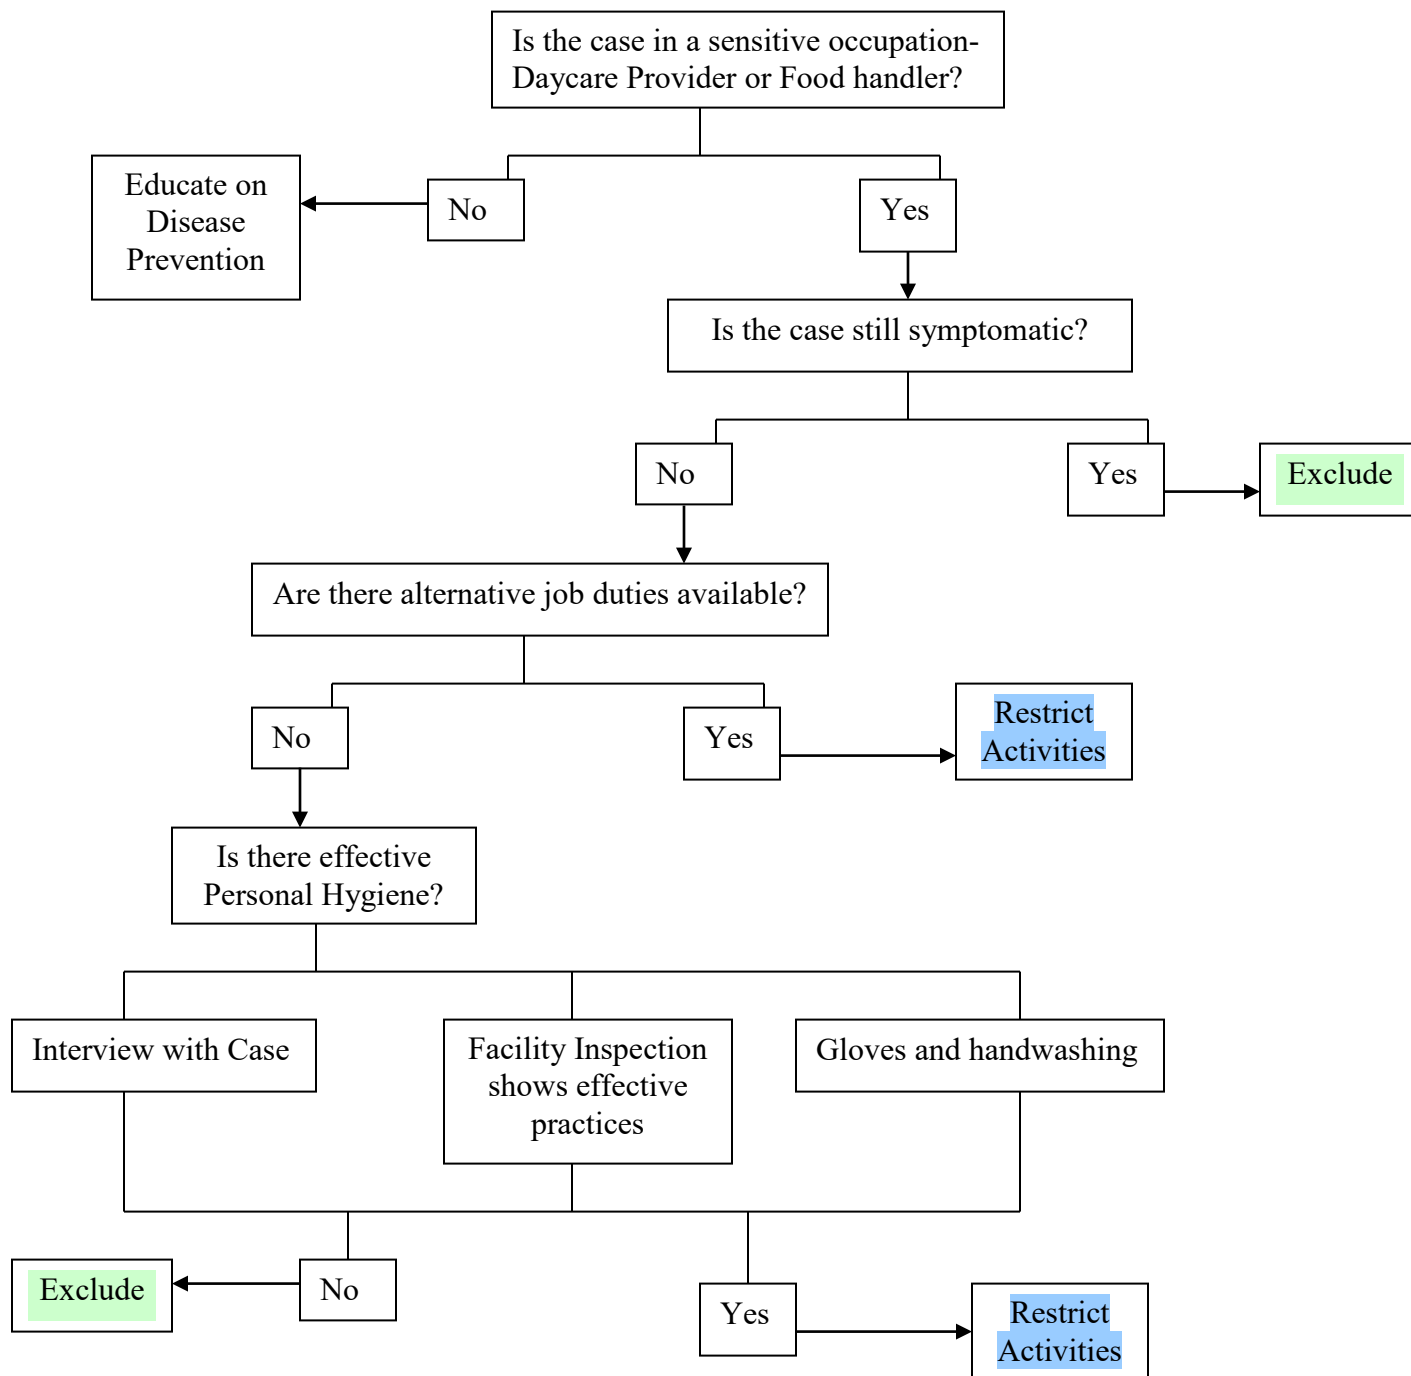 Is the case in a sensitive occupation-
Daycare Provider or Food handler?
Educate on
Disease
Prevention
No
Yes
Is the case still symptomatic?
No
Yes
Exclude
Are there alternative job duties available?
No
Yes
Restrict
Activities
Is there effective
Personal Hygiene?
Interview with Case
Facility Inspection
shows effective
practices
Gloves and handwashing
Exclude
No
Yes
Restrict
Activities